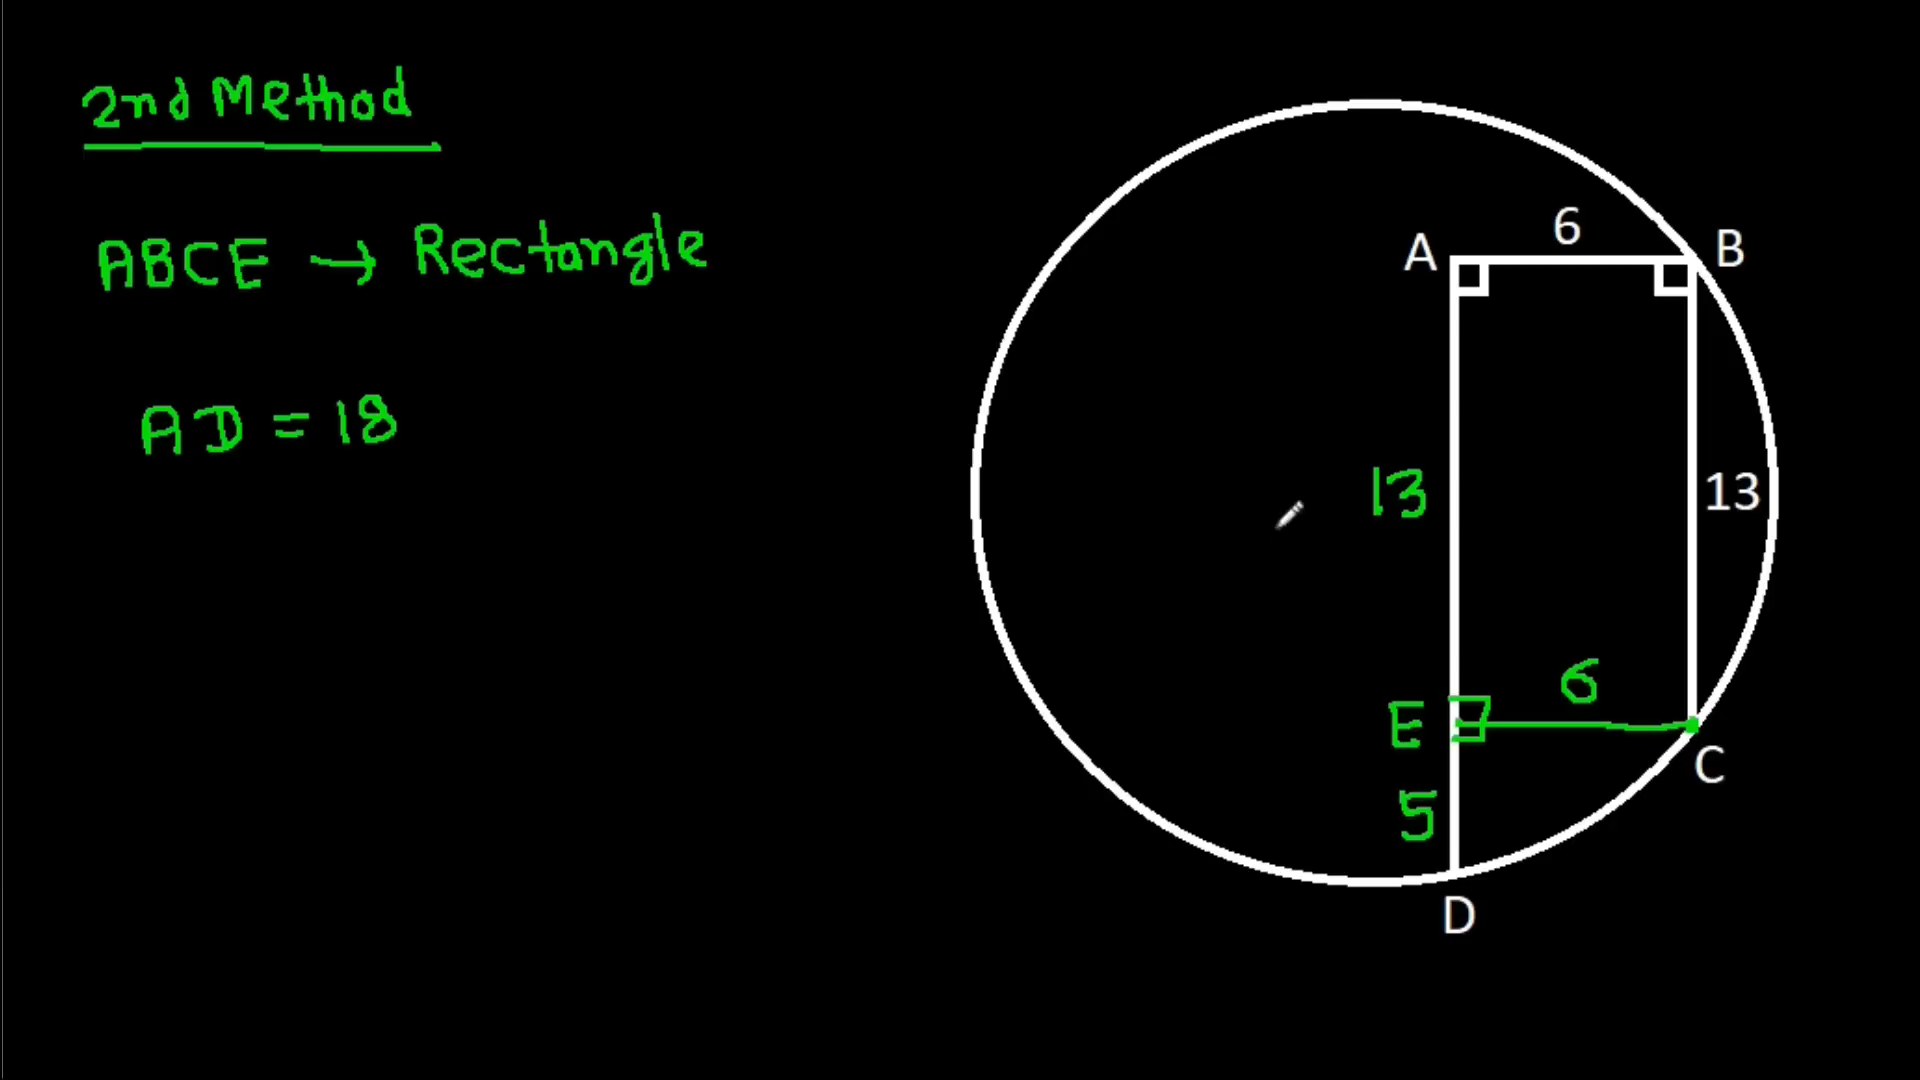 2nd Method
ABCE → Rectangle
AD = 18
6
A
B
13
13
6
E
C
5
D